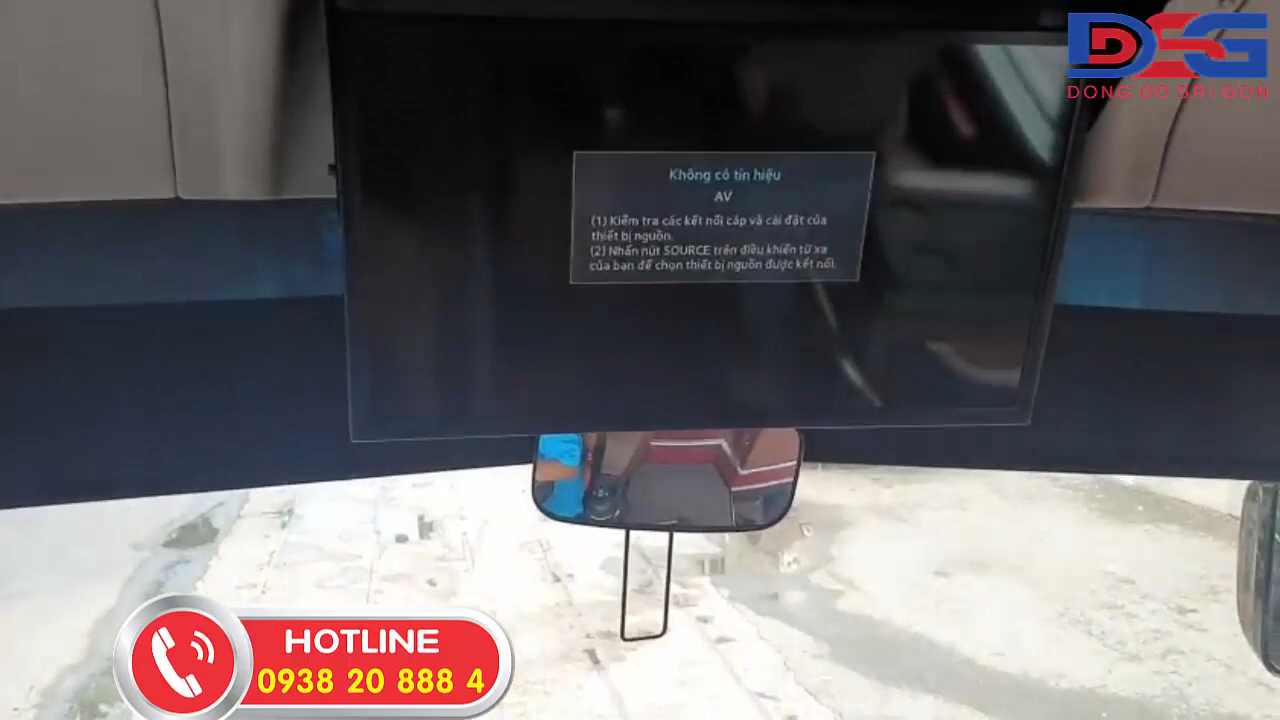 DSG
DONG DO SAI GON
Không có tín hiệu
AV
(1) Kiểm tra các kết nối cáp và cài đặt của
thiết bị nguồn.
(2) Nhấn nút SOURCE trên điều khiển từ xa
của bạn để chọn thiết bị nguồn được kết nối.
HOTLINE
0938 20 888 4